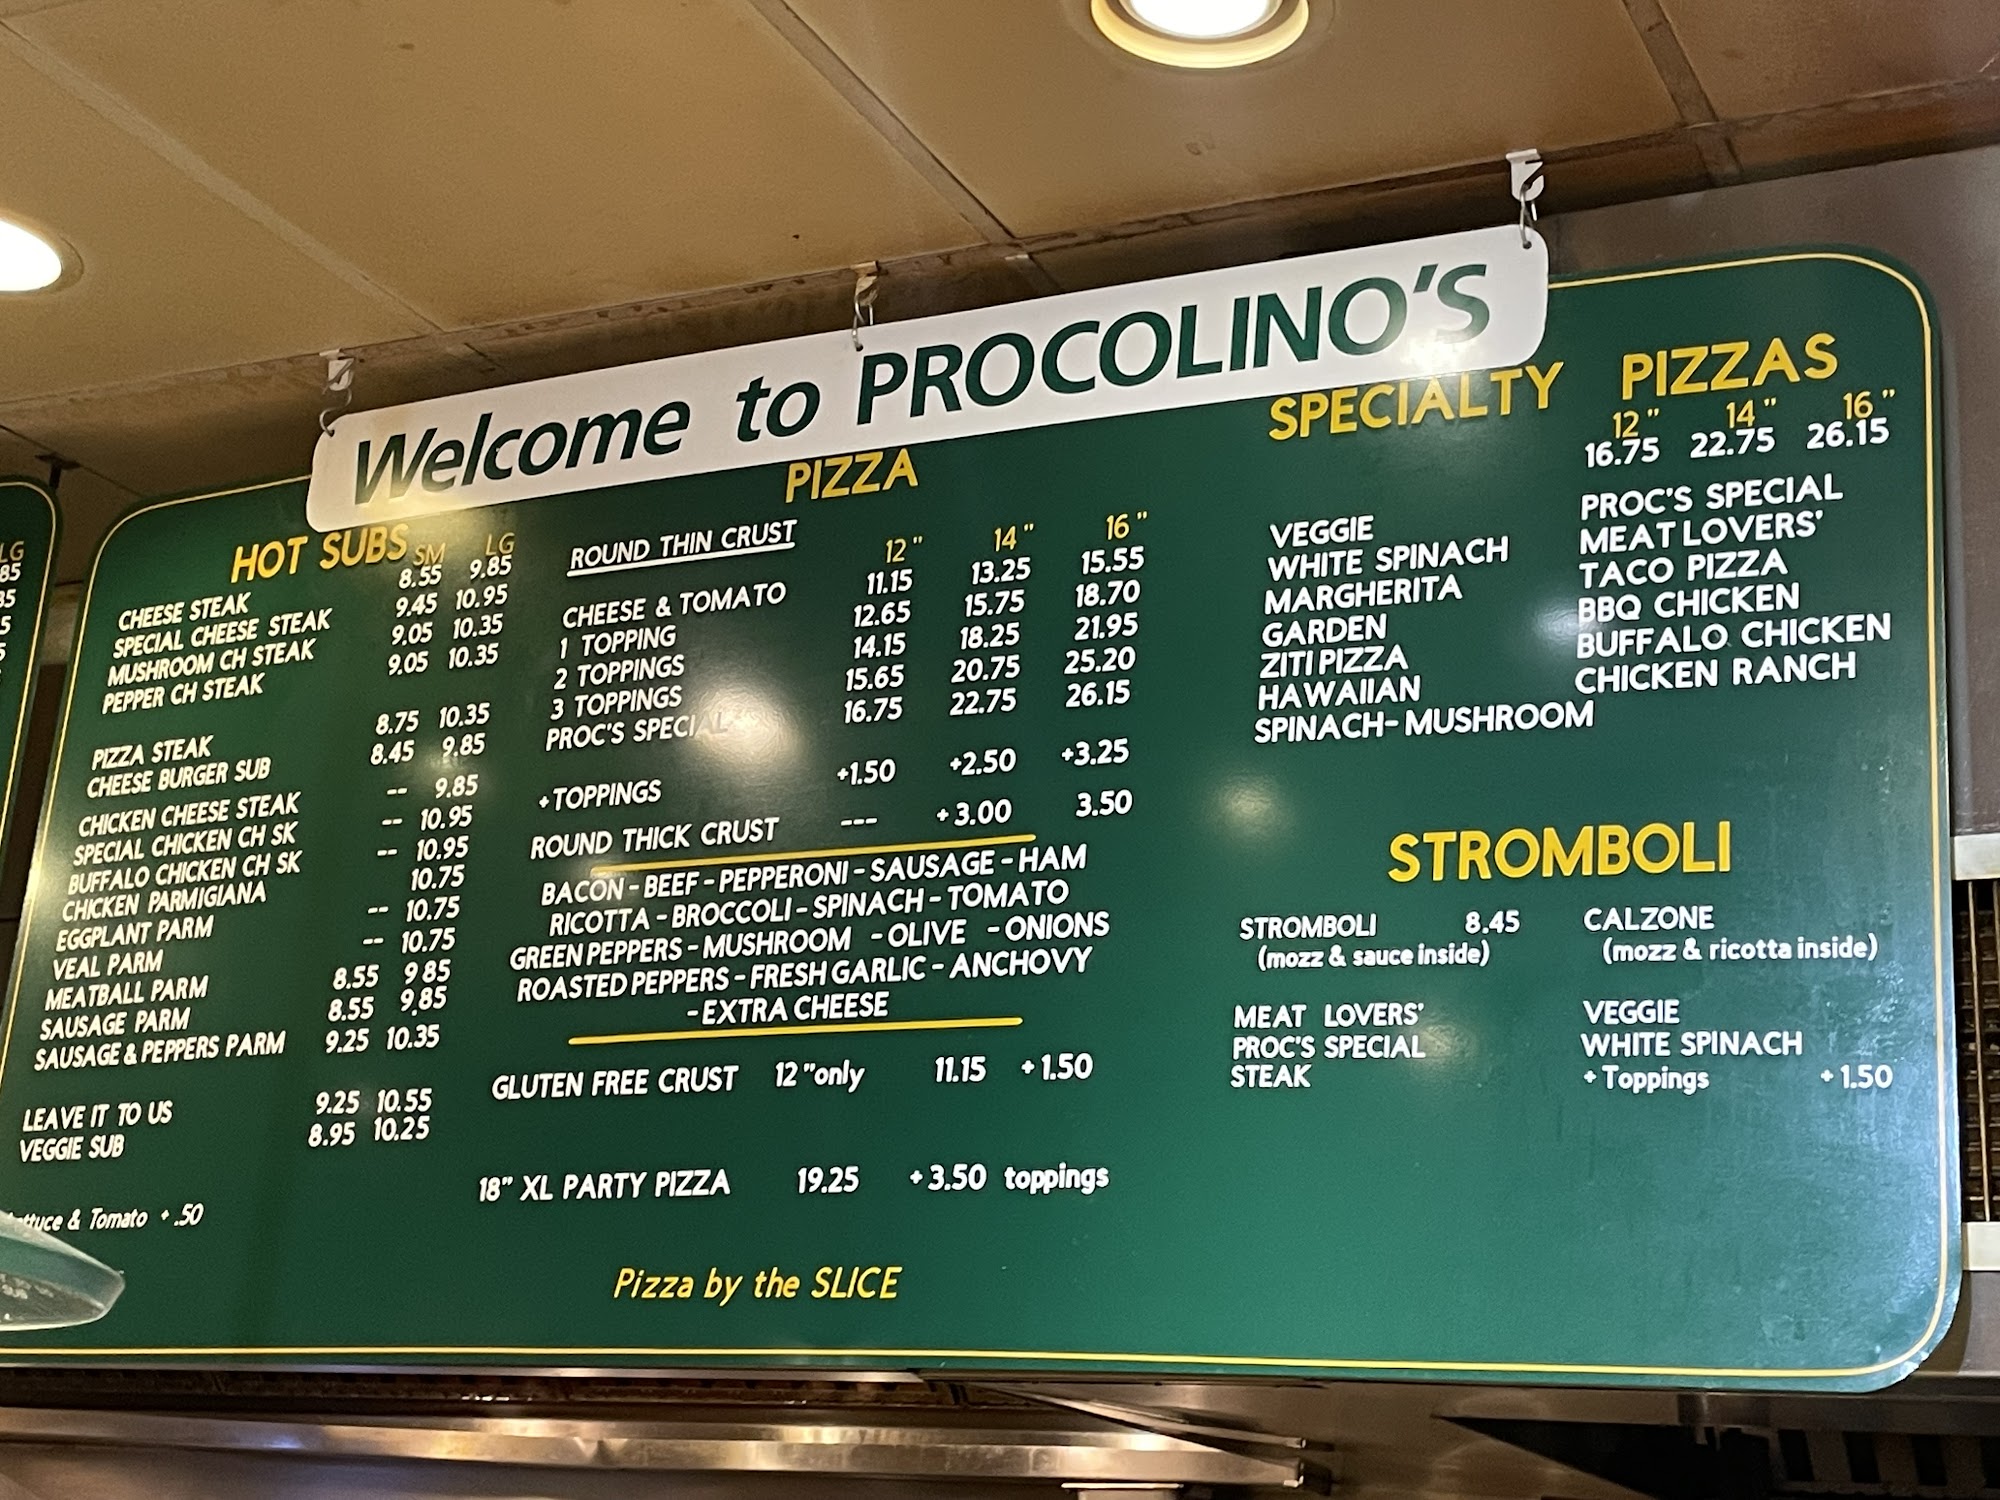 Welcome to PROCOLINO'S
HOT SUBS SM LG
CHEESE STEAK 8.55 9.85
SPECIAL CHEESE STEAK 9.45 10.95
MUSHROOM CH STEAK 9.05 10.35
PEPPER CH STEAK 9.05 10.35
PIZZA STEAK 8.75 10.35
CHEESE BURGER SUB 8.45 9.85
CHICKEN CHEESE STEAK -- 9.85
SPECIAL CHICKEN CH SK -- 10.95
BUFFALO CHICKEN CH SK -- 10.95
CHICKEN PARMIGIANA 10.75
EGGPLANT PARM -- 10.75
VEAL PARM -- 10.75
MEATBALL PARM 8.55 9 85
SAUSAGE PARM 8.55 9.85
SAUSAGE & PEPPERS PARM 9.25 10.35
LEAVE IT TO US 9.25 10.55
VEGGIE SUB 8.95 10.25
& Tomato + .50
PIZZA
ROUND THIN CRUST 12" 14" 16"
CHEESE & TOMATO 11.15 13.25 15.55
1 TOPPING 12.65 15.75 18.70
2 TOPPINGS 14.15 18.25 21.95
3 TOPPINGS 15.65 20.75 25.20
PROC'S SPECIAL 16.75 22.75 26.15
+TOPPINGS +1.50 +2.50 +3.25
ROUND THICK CRUST --- +3.00 3.50
BACON - BEEF - PEPPERONI - SAUSAGE - HAM
RICOTTA - BROCCOLI - SPINACH - TOMATO
GREEN PEPPERS - MUSHROOM - OLIVE - ONIONS
ROASTED PEPPERS - FRESH GARLIC - ANCHOVY
- EXTRA CHEESE
GLUTEN FREE CRUST 12"only 11.15 +1.50
18" XL PARTY PIZZA 19.25 +3.50 toppings
Pizza by the SLICE
SPECIALTY PIZZAS
12" 14" 16"
16.75 22.75 26.15
VEGGIE
WHITE SPINACH
MARGHERITA
GARDEN
ZITI PIZZA
HAWAIIAN
SPINACH-MUSHROOM
PROC'S SPECIAL
MEAT LOVERS'
TACO PIZZA
BBQ CHICKEN
BUFFALO CHICKEN
CHICKEN RANCH
STROMBOLI
STROMBOLI 8.45
(mozz & sauce inside)
MEAT LOVERS'
PROC'S SPECIAL
STEAK
CALZONE
(mozz & ricotta inside)
VEGGIE
WHITE SPINACH
+ Toppings +1.50